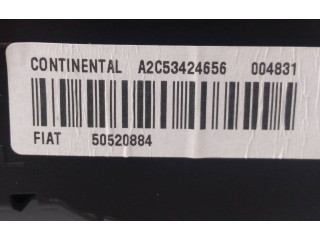 CONTINENTAL A2C53424656 004831
FIAT 50520884